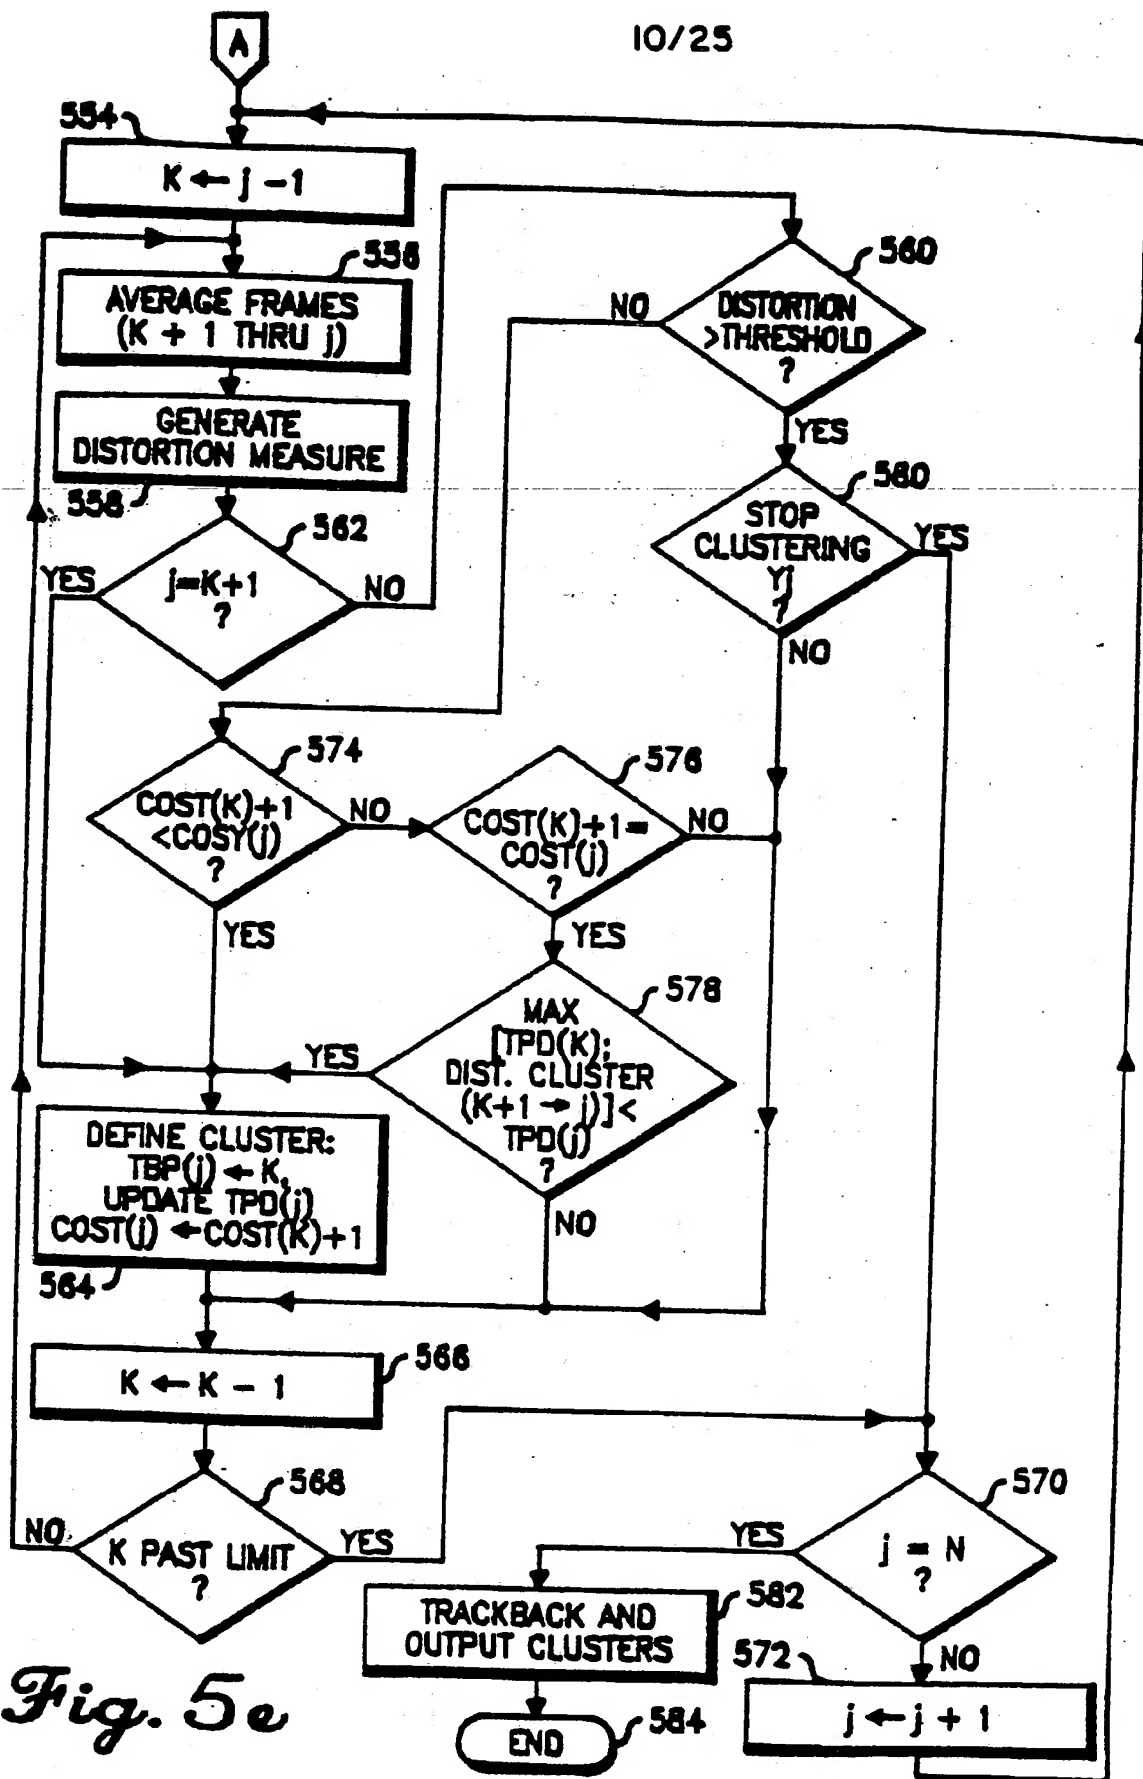 10/25
A
554
K ← j - 1
556
AVERAGE FRAMES
(K + 1 THRU j)
GENERATE
DISTORTION MEASURE
558
562
j=K+1
?
YES
NO
560
DISTORTION
>THRESHOLD
?
NO
YES
580
STOP
CLUSTERING
Yj
?
YES
NO
574
COST(K)+1
<COSY(j)
?
NO
YES
576
COST(K)+1=
COST(j)
?
NO
YES
578
MAX
[TPD(K);
DIST. CLUSTER
(K+1→j)]<
TPD(j)
?
YES
NO
DEFINE CLUSTER:
TBP(j) ← K,
UPDATE TPD(j)
COST(j) ← COST(K)+1
564
566
K ← K - 1
568
K PAST LIMIT
?
NO
YES
570
j = N
?
YES
NO
582
TRACKBACK AND
OUTPUT CLUSTERS
572
j ← j + 1
584
END
Fig. 5e